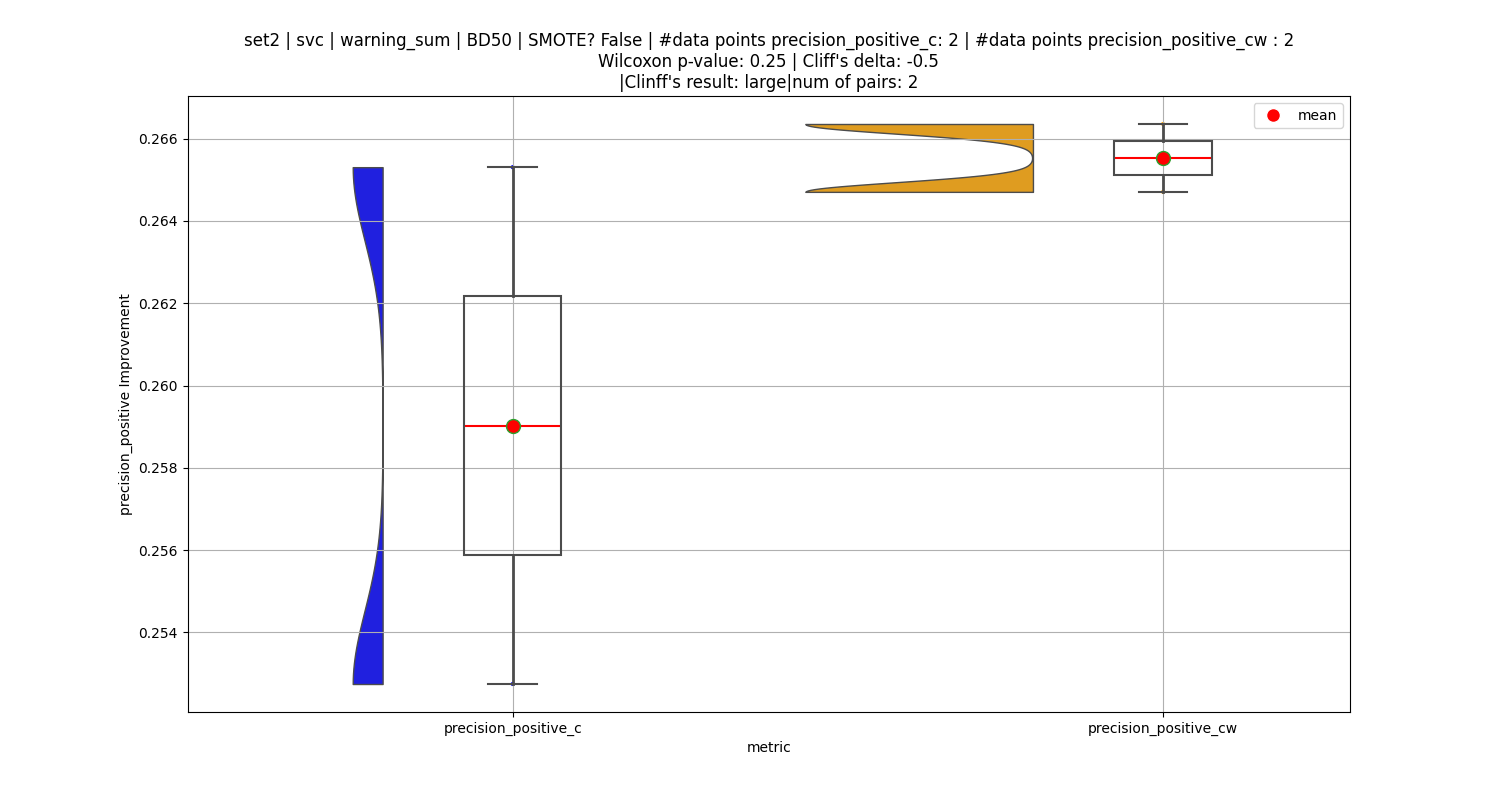 set2 | svc | warning_sum | BD50 | SMOTE? False | #data points precision_positive_c: 2 | #data points precision_positive_cw : 2
Wilcoxon p-value: 0.25 | Cliff's delta: -0.5
|Clinff's result: large|num of pairs: 2
mean
0.266
0.264
0.262
0.260
0.258
0.256
0.254
precision_positive Improvement
precision_positive_c
precision_positive_cw
metric